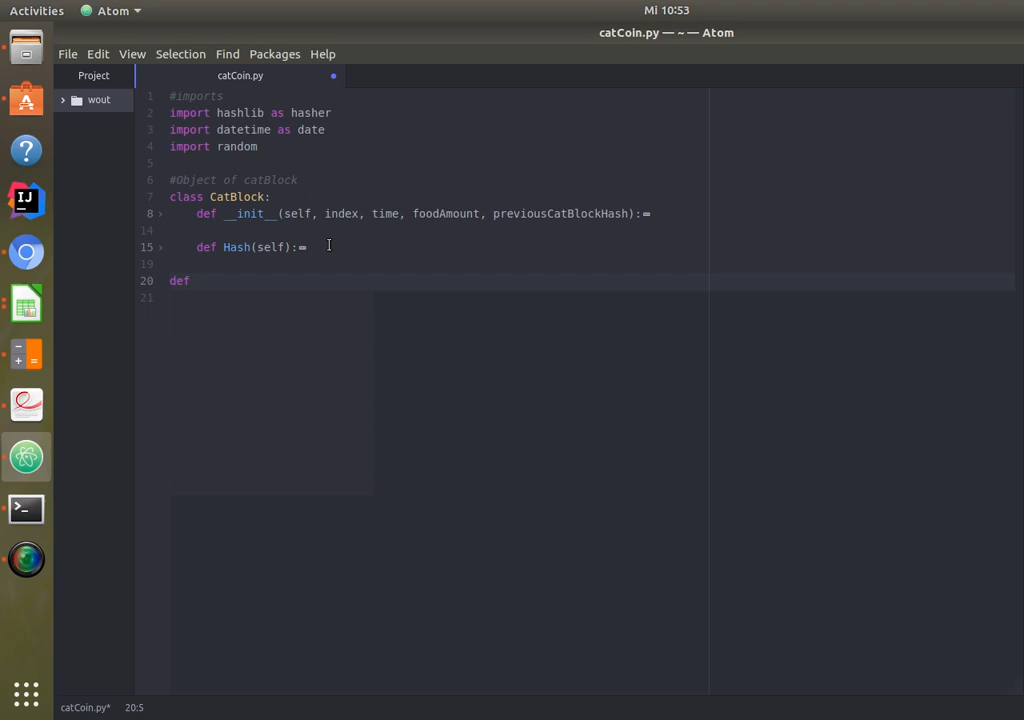 Activities Atom Mi 10:53
catCoin.py — ~ — Atom
File Edit View Selection Find Packages Help
Project catCoin.py
wout
1 #imports
2 import hashlib as hasher
3 import datetime as date
4 import random
5
6 #Object of catBlock
7 class CatBlock:
8 def __init__(self, index, time, foodAmount, previousCatBlockHash):
14
15 def Hash(self):
19
20 def
21
catCoin.py* 20:5